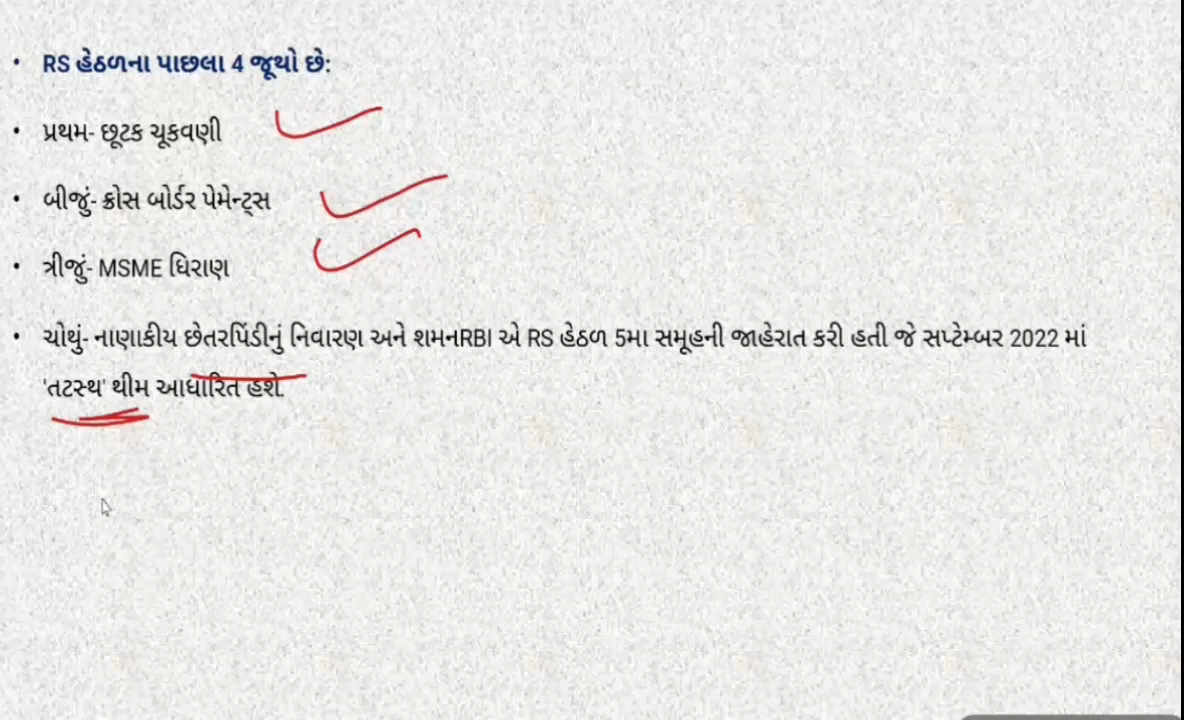 • RS હેઠળના પાછલા 4 જૂથો છે:
• પ્રથમ- છૂટક ચૂકવણી
• બીજું- ક્રોસ બોર્ડર પેમેન્ટ્સ
• ત્રીજું- MSME ધિરાણ
• ચોથું- નાણાકીય છેતરપિંડીનું નિવારણ અને શમનRBI એ RS હેઠળ 5મા સમૂહની જાહેરાત કરી હતી જે સપ્ટેમ્બર 2022 માં
'તટસ્થ' થીમ આધારિત હશે.